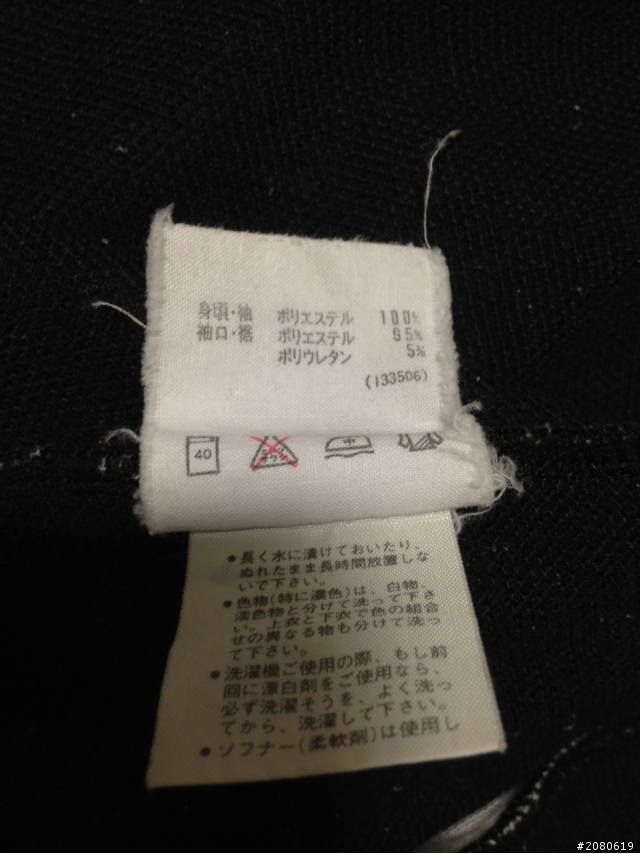 身頃・袖 ポリエステル 100%
袖口・裾 ポリエステル 95%
ポリウレタン 5%
(133506)
40
中
●長く水に漬けておいたり、
ぬれたまま長時間放置しな
いで下さい。
●色物(特に濃色)は、白物、
淡色物と分けて洗って下さ
い。上衣と下衣で色の組合
せの異なる物も分けて洗っ
て下さい。
●洗濯機ご使用の際、もし前
回に漂白剤をご使用なら、
必ず洗濯そうを、よく洗っ
てから、洗濯して下さい。
●ソフナー(柔軟剤)は使用し
#2080619